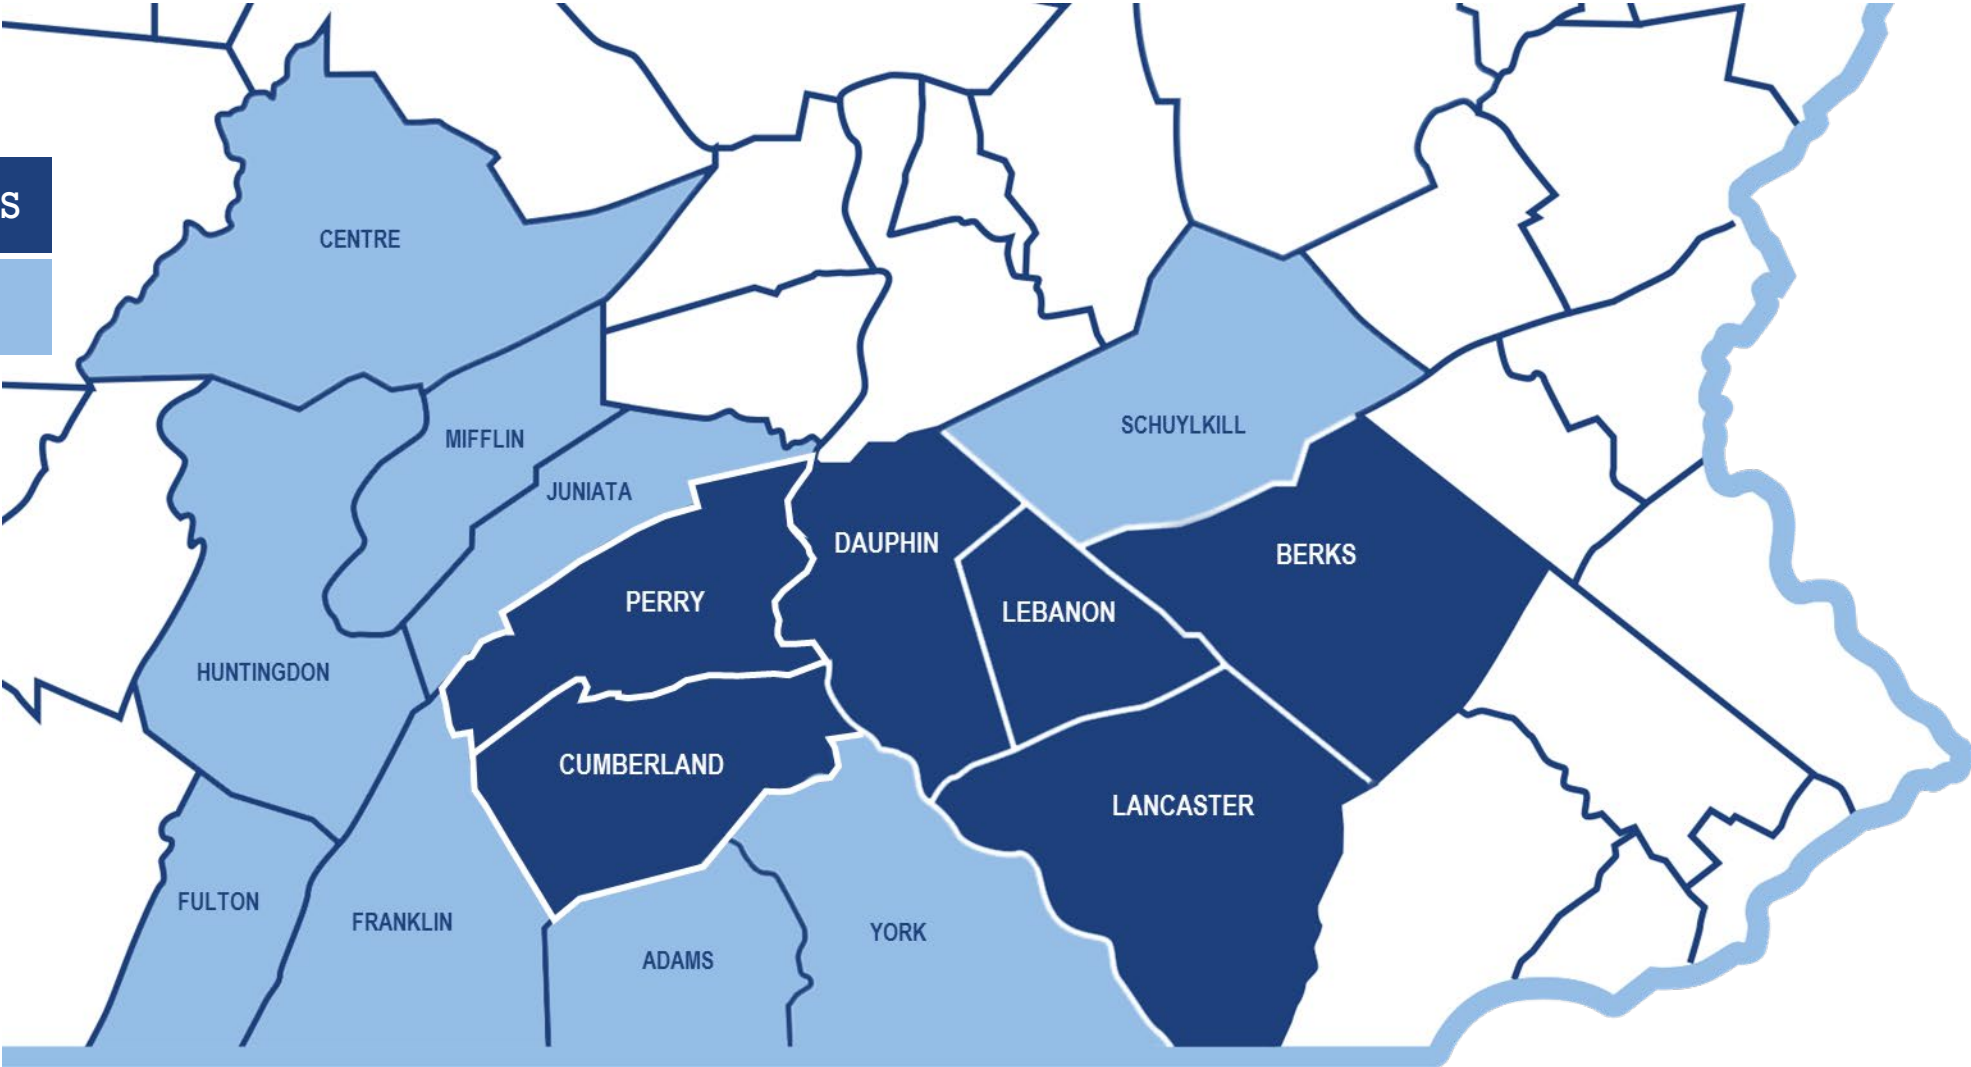 S
CENTRE
SCHUYLKILL
MIFFLIN
JUNIATA
DAUPHIN
BERKS
PERRY
LEBANON
HUNTINGDON
CUMBERLAND
LANCASTER
FULTON
FRANKLIN
YORK
ADAMS